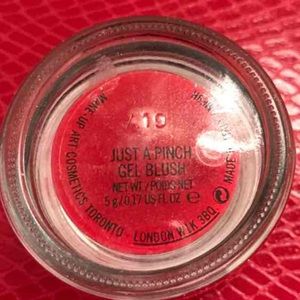 A19
JUST A PINCH
GEL BLUSH
NET WT./POIDS NET
5 g/0.17 US FL OZ e
MAKE-UP ART COSMETICS TORONTO
LONDON W1K 3BQ
MADE